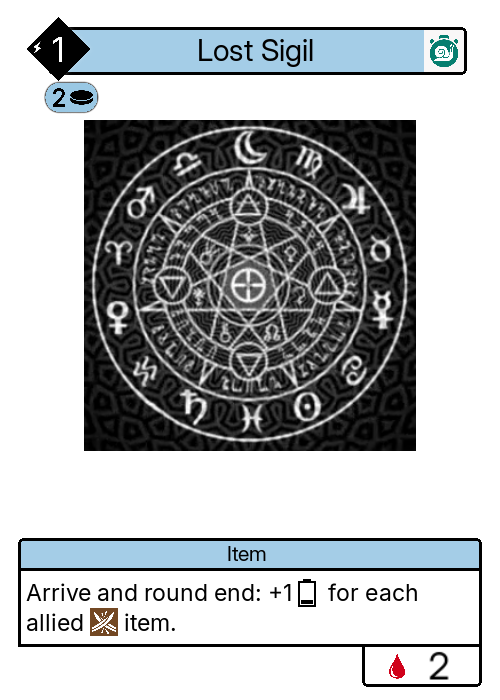 1
Lost Sigil
2
Item
Arrive and round end: +1 for each
allied item.
2